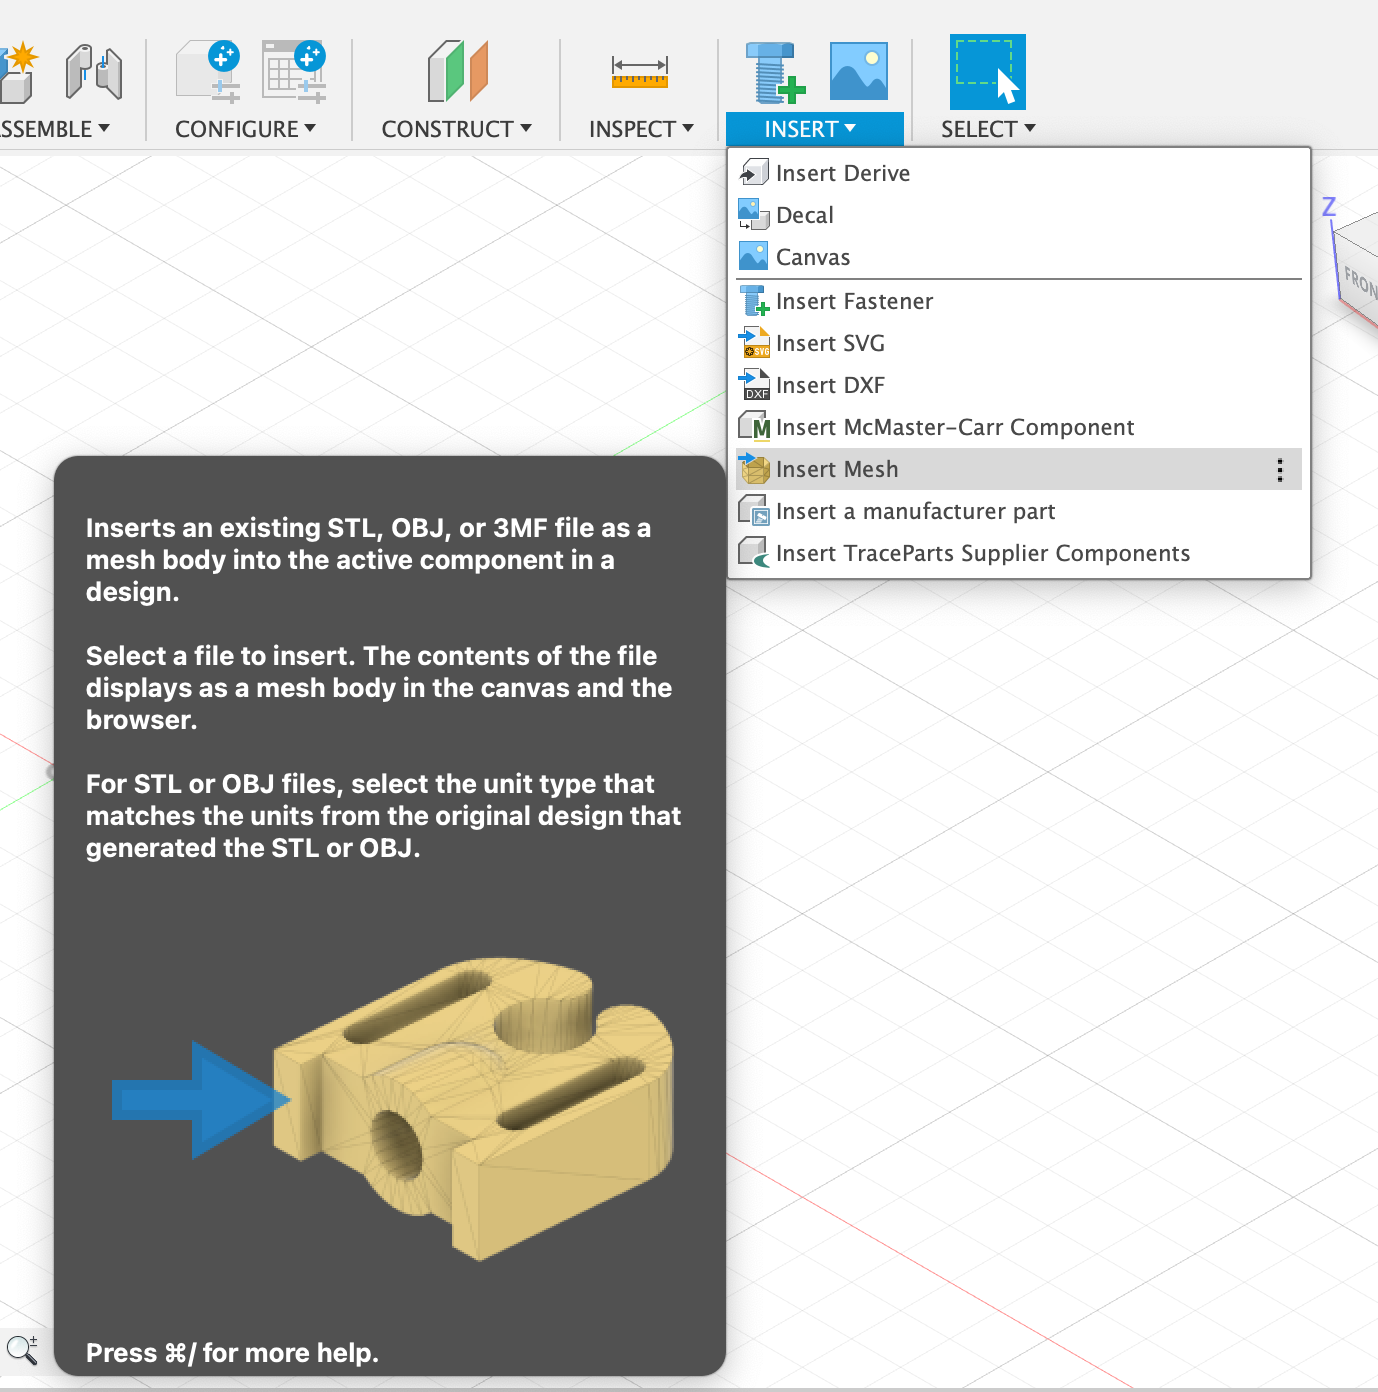 SSEMBLE
CONFIGURE
CONSTRUCT
INSPECT
INSERT
SELECT
Insert Derive
Decal
Canvas
Insert Fastener
SVG
Insert SVG
DXF
Insert DXF
M
Insert McMaster-Carr Component
Insert Mesh
Insert a manufacturer part
Insert TraceParts Supplier Components
Z
FRON
Inserts an existing STL, OBJ, or 3MF file as a
mesh body into the active component in a
design.
Select a file to insert. The contents of the file
displays as a mesh body in the canvas and the
browser.
For STL or OBJ files, select the unit type that
matches the units from the original design that
generated the STL or OBJ.
Press ⌘/ for more help.